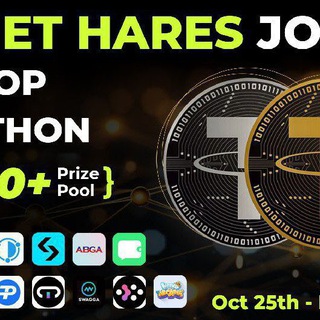 ET HARES JO
OP
THON
0+ Prize
Pool }
ABGA
SWAGGA
Oct 25th -